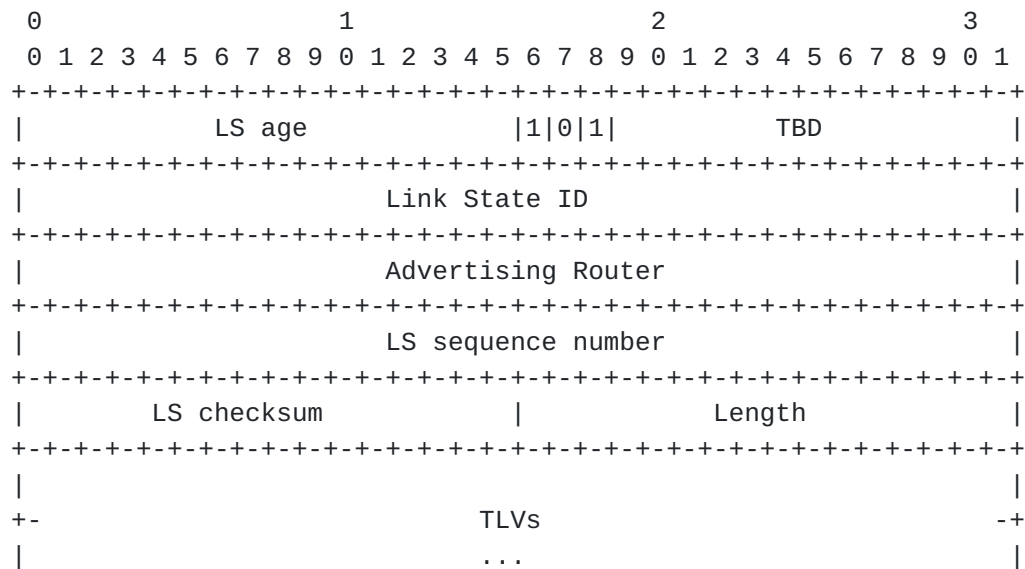 0                   1                   2                   3
 0 1 2 3 4 5 6 7 8 9 0 1 2 3 4 5 6 7 8 9 0 1 2 3 4 5 6 7 8 9 0 1
+-+-+-+-+-+-+-+-+-+-+-+-+-+-+-+-+-+-+-+-+-+-+-+-+-+-+-+-+-+-+-+-+
|            LS age             |1|0|1|          TBD            |
+-+-+-+-+-+-+-+-+-+-+-+-+-+-+-+-+-+-+-+-+-+-+-+-+-+-+-+-+-+-+-+-+
|                       Link State ID                           |
+-+-+-+-+-+-+-+-+-+-+-+-+-+-+-+-+-+-+-+-+-+-+-+-+-+-+-+-+-+-+-+-+
|                       Advertising Router                      |
+-+-+-+-+-+-+-+-+-+-+-+-+-+-+-+-+-+-+-+-+-+-+-+-+-+-+-+-+-+-+-+-+
|                       LS sequence number                      |
+-+-+-+-+-+-+-+-+-+-+-+-+-+-+-+-+-+-+-+-+-+-+-+-+-+-+-+-+-+-+-+-+
|        LS checksum            |            Length             |
+-+-+-+-+-+-+-+-+-+-+-+-+-+-+-+-+-+-+-+-+-+-+-+-+-+-+-+-+-+-+-+-+
|                                                               |
+-                            TLVs                             -+
|                             ...                               |